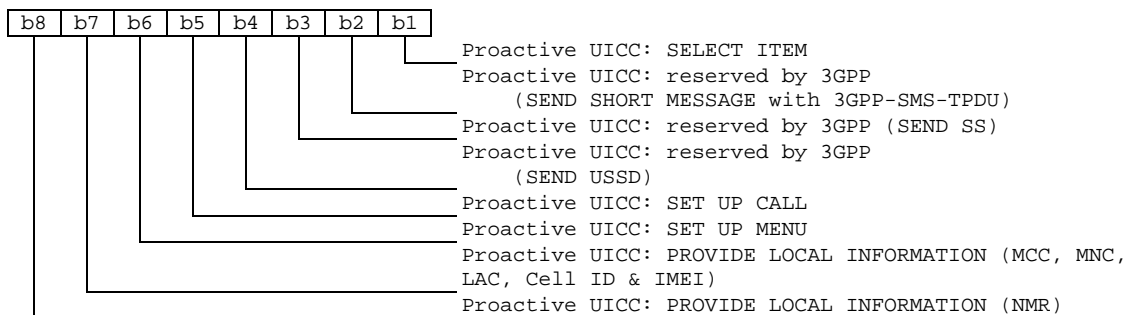 b8 b7 b6 b5 b4 b3 b2 b1
Proactive UICC: SELECT ITEM
Proactive UICC: reserved by 3GPP
(SEND SHORT MESSAGE with 3GPP-SMS-TPDU)
Proactive UICC: reserved by 3GPP (SEND SS)
Proactive UICC: reserved by 3GPP
(SEND USSD)
Proactive UICC: SET UP CALL
Proactive UICC: SET UP MENU
Proactive UICC: PROVIDE LOCAL INFORMATION (MCC, MNC,
LAC, Cell ID & IMEI)
Proactive UICC: PROVIDE LOCAL INFORMATION (NMR)